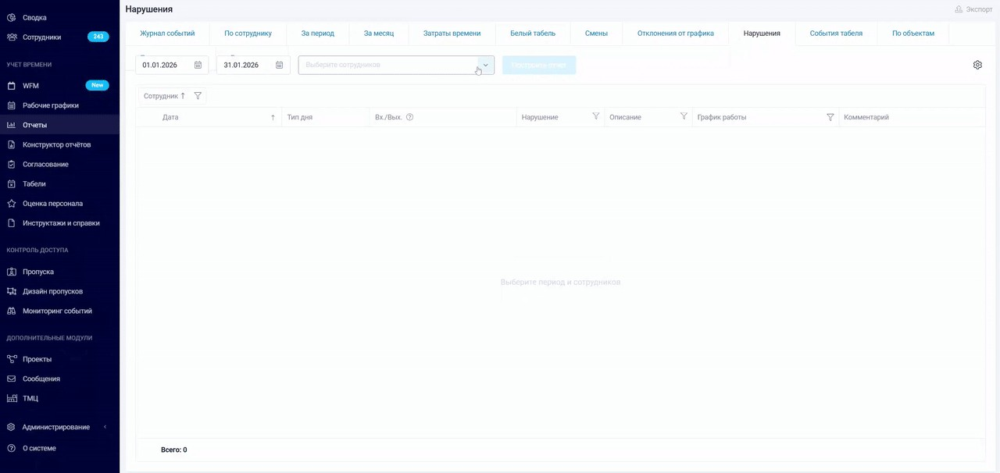 Сводка
Сотрудники 243
УЧЕТ ВРЕМЕНИ
WFM New
Рабочие графики
Отчеты
Конструктор отчётов
Согласование
Табели
Оценка персонала
Инструктажи и справки
КОНТРОЛЬ ДОСТУПА
Пропуска
Дизайн пропусков
Мониторинг событий
ДОПОЛНИТЕЛЬНЫЕ МОДУЛИ
Проекты
Сообщения
ТМЦ
Администрирование
О системе
Нарушения
Экспорт
Журнал событий По сотруднику За период За месяц Затраты времени Белый табель Смены Отклонения от графика Нарушения События табеля По объектам
01.01.2026 31.01.2026 Выберите сотрудников Построить отчет
Сотрудник
Дата Тип дня Вх./Вых. Нарушение Описание График работы Комментарий
Выберите период и сотрудников
Всего: 0